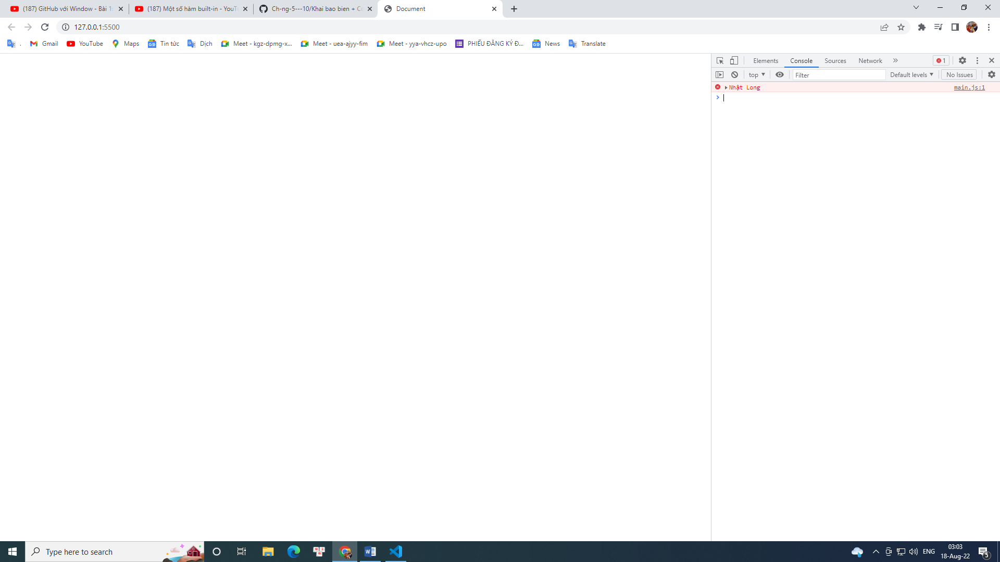 (187) GitHub với Window - Bài 1
(187) Một số hàm built-in - YouT
Ch-ng-5---10/Khai bao bien + Co
Document
127.0.0.1:5500
.
Gmail
YouTube
Maps
Tin tức
Dịch
Meet - kgz-dpmg-x...
Meet - uea-ajyy-fim
Meet - yya-vhcz-upo
PHIẾU ĐĂNG KÝ Đ...
News
Translate
Elements
Console
Sources
Network
1
top
Filter
Default levels
No Issues
Nhật Long
main.js:1
Type here to search
ENG
03:03
18-Aug-22
5